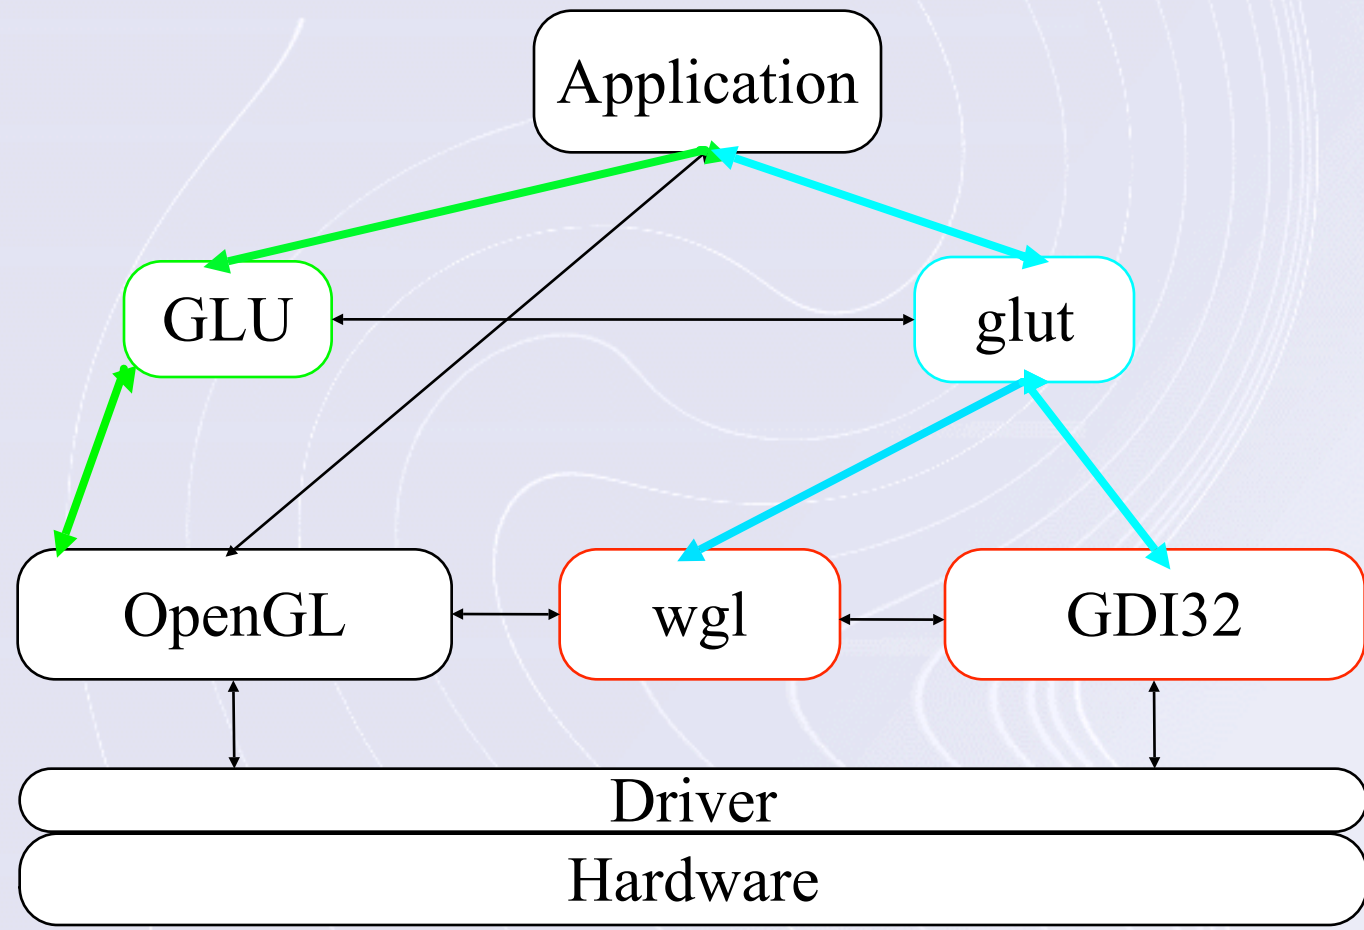 Application
GLU
glut
OpenGL
wgl
GDI32
Driver
Hardware